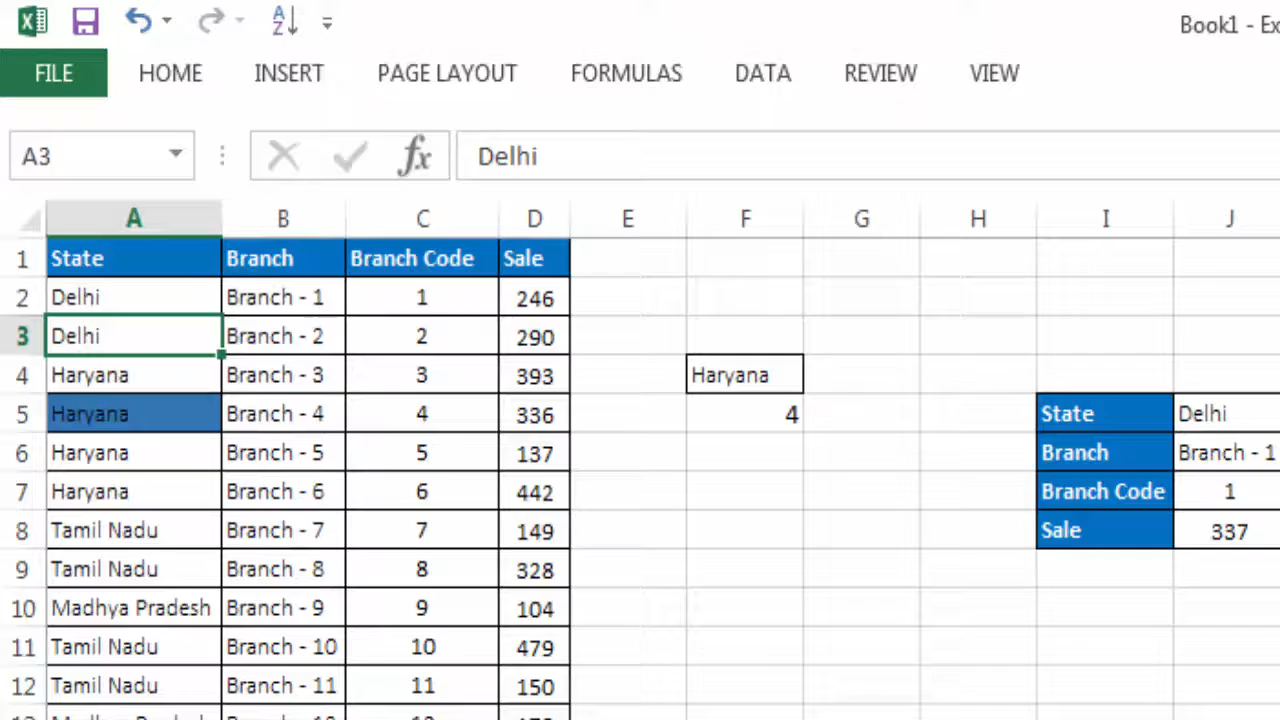 Book1 - Ex
FILE HOME INSERT PAGE LAYOUT FORMULAS DATA REVIEW VIEW
A3 fx Delhi
A B C D E F G H I J
1 State Branch Branch Code Sale
2 Delhi Branch - 1 1 246
3 Delhi Branch - 2 2 290
4 Haryana Branch - 3 3 393 Haryana
5 Haryana Branch - 4 4 336 4 State Delhi
6 Haryana Branch - 5 5 137 Branch Branch - 1
7 Haryana Branch - 6 6 442 Branch Code 1
8 Tamil Nadu Branch - 7 7 149 Sale 337
9 Tamil Nadu Branch - 8 8 328
10 Madhya Pradesh Branch - 9 9 104
11 Tamil Nadu Branch - 10 10 479
12 Tamil Nadu Branch - 11 11 150